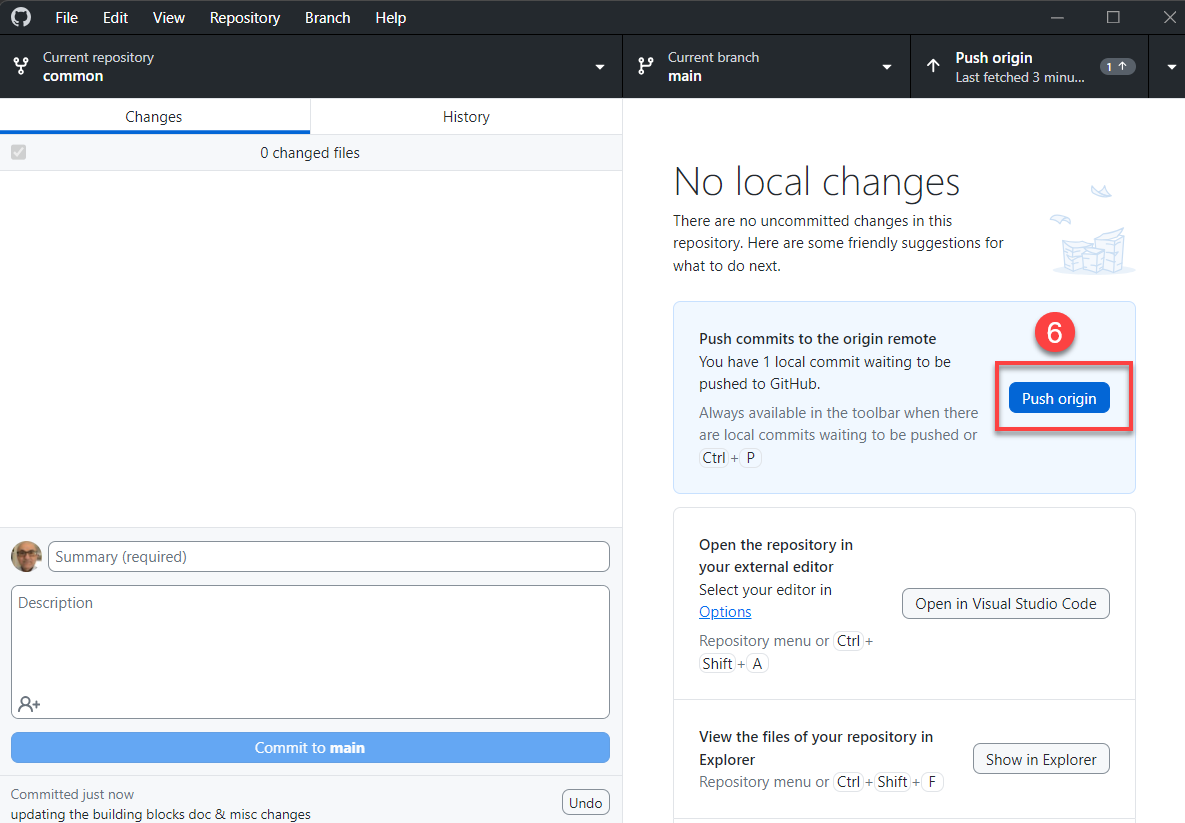 File Edit View Repository Branch Help
Current repository
common
Current branch
main
Push origin
Last fetched 3 minu...
1
Changes
History
0 changed files
No local changes
There are no uncommitted changes in this
repository. Here are some friendly suggestions for
what to do next.
Push commits to the origin remote
You have 1 local commit waiting to be
pushed to GitHub.
Always available in the toolbar when there
are local commits waiting to be pushed or
Ctrl + P
6
Push origin
Open the repository in
your external editor
Select your editor in
Options
Repository menu or Ctrl +
Shift + A
Open in Visual Studio Code
View the files of your repository in
Explorer
Repository menu or Ctrl + Shift + F
Show in Explorer
Summary (required)
Description
Commit to main
Committed just now
updating the building blocks doc & misc changes
Undo